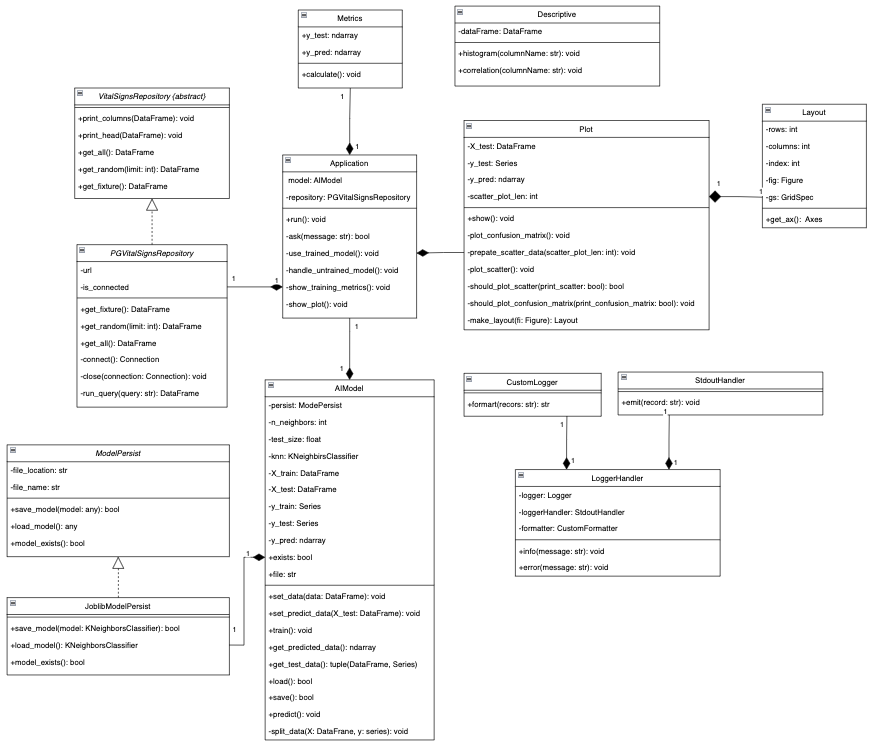 Metrics
+y_test: ndarray
+y_pred: ndarray
+calculate(): void
1
1
Descriptive
-dataFrame: DataFrame
+histogram(columnName: str): void
+correlation(columnName: str): void
VitalSignsRepository {abstract}
+print_columns(DataFrame): void
+print_head(DataFrame): void
+get_all(): DataFrame
+get_random(limit: int): DataFrame
+get_fixture(): DataFrame
Application
model: AIModel
-repository: PGVitalSignsRepository
+run(): void
-ask(message: str): bool
-use_trained_model(): void
-handle_untrained_model(): void
-show_training_metrics(): void
-show_plot(): void
Plot
-X_test: DataFrame
-y_test: Series
-y_pred: ndarray
-scatter_plot_len: int
+show(): void
-plot_confusion_matrix(): void
-prepate_scatter_data(scatter_plot_len: int): void
-plot_scatter(): void
-should_plot_scatter(print_scatter: bool): bool
-should_plot_confusion_matrix(print_confusion_matrix: bool): void
-make_layout(fi: Figure): Layout
1
1
Layout
-rows: int
-columns: int
-index: int
-fig: Figure
-gs: GridSpec
+get_ax(): Axes
PGVitalSignsRepository
-url
-is_connected
+get_fixture(): DataFrame
+get_random(limit: int): DataFrame
+get_all(): DataFrame
-connect(): Connection
-close(connection: Connection): void
-run_query(query: str): DataFrame
1
1
1
1
AIModel
-persist: ModePersist
-n_neighbors: int
-test_size: float
-knn: KNeighbirsClassifier
-X_train: DataFrame
-X_test: DataFrame
-y_train: Series
-y_test: Series
-y_pred: ndarray
+exists: bool
+file: str
+set_data(data: DataFrame): void
+set_predict_data(X_test: DataFrame): void
+train(): void
+get_predicted_data(): ndarray
+get_test_data(): tuple(DataFrame, Series)
+load(): bool
+save(): bool
+predict(): void
-split_data(X: DataFrane, y: series): void
CustomLogger
+formart(recors: str): str
StdoutHandler
+emit(record: str): void
1
1
1
1
LoggerHandler
-logger: Logger
-loggerHandler: StdoutHandler
-formatter: CustomFormatter
+info(message: str): void
+error(message: str): void
ModelPersist
-file_location: str
-file_name: str
+save_model(model: any): bool
+load_model(): any
+model_exists(): bool
1
1
JoblibModelPersist
+save_model(model: KNeighborsClassifier): bool
+load_model(): KNeighborsClassifier
+model_exists(): bool